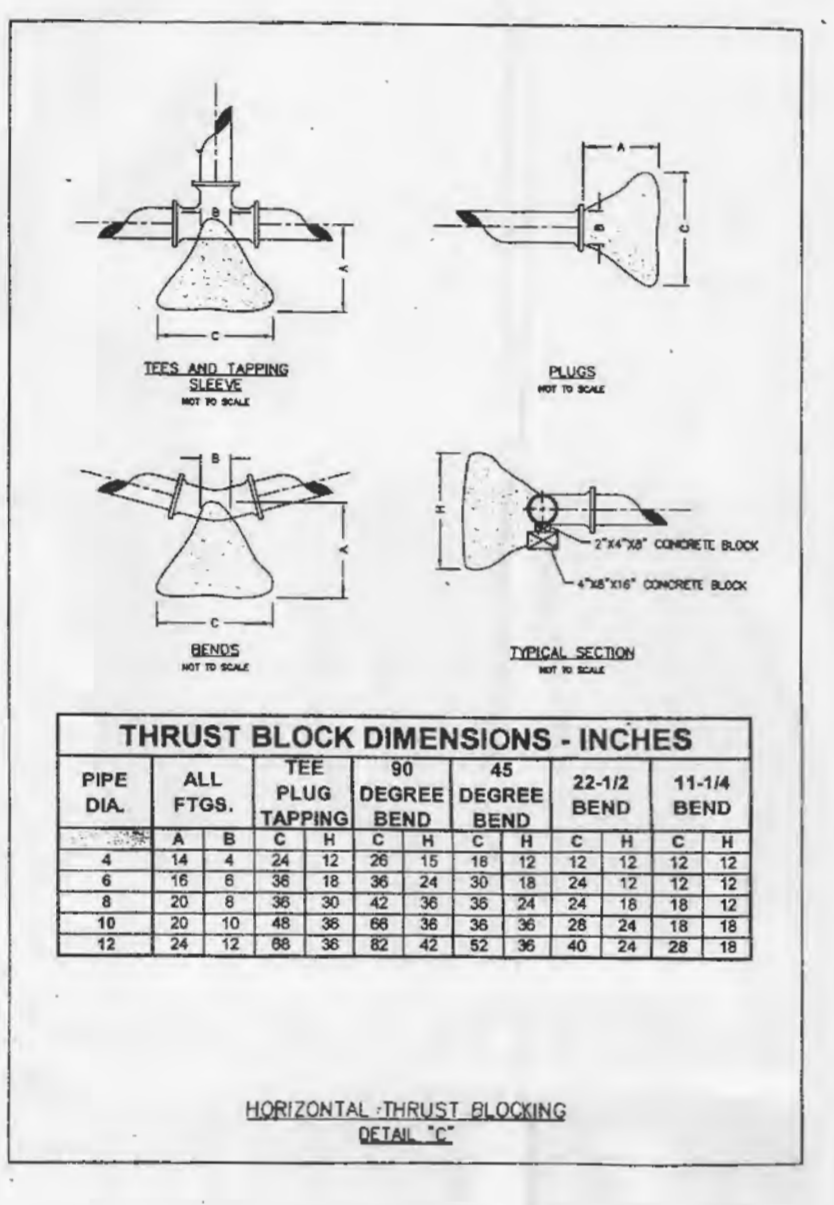 B
A
C
TEES AND TAPPING
SLEEVE
NOT TO SCALE
A
B
C
PLUGS
NOT TO SCALE
B
A
C
BENDS
NOT TO SCALE
H
2"X4"X8" CONCRETE BLOCK
4"X8"X16" CONCRETE BLOCK
TYPICAL SECTION
NOT TO SCALE
THRUST BLOCK DIMENSIONS - INCHES
PIPE DIA. ALL FTGS. TEE PLUG TAPPING 90 DEGREE BEND 45 DEGREE BEND 22-1/2 BEND 11-1/4 BEND
A B C H C H C H C H C H
4 14 4 24 12 26 15 18 12 12 12 12 12
6 16 6 36 18 36 24 30 18 24 12 12 12
8 20 8 36 30 42 36 36 24 24 18 18 12
10 20 10 48 36 66 36 36 36 28 24 18 18
12 24 12 68 36 82 42 52 36 40 24 28 18
HORIZONTAL THRUST BLOCKING
DETAIL "C"